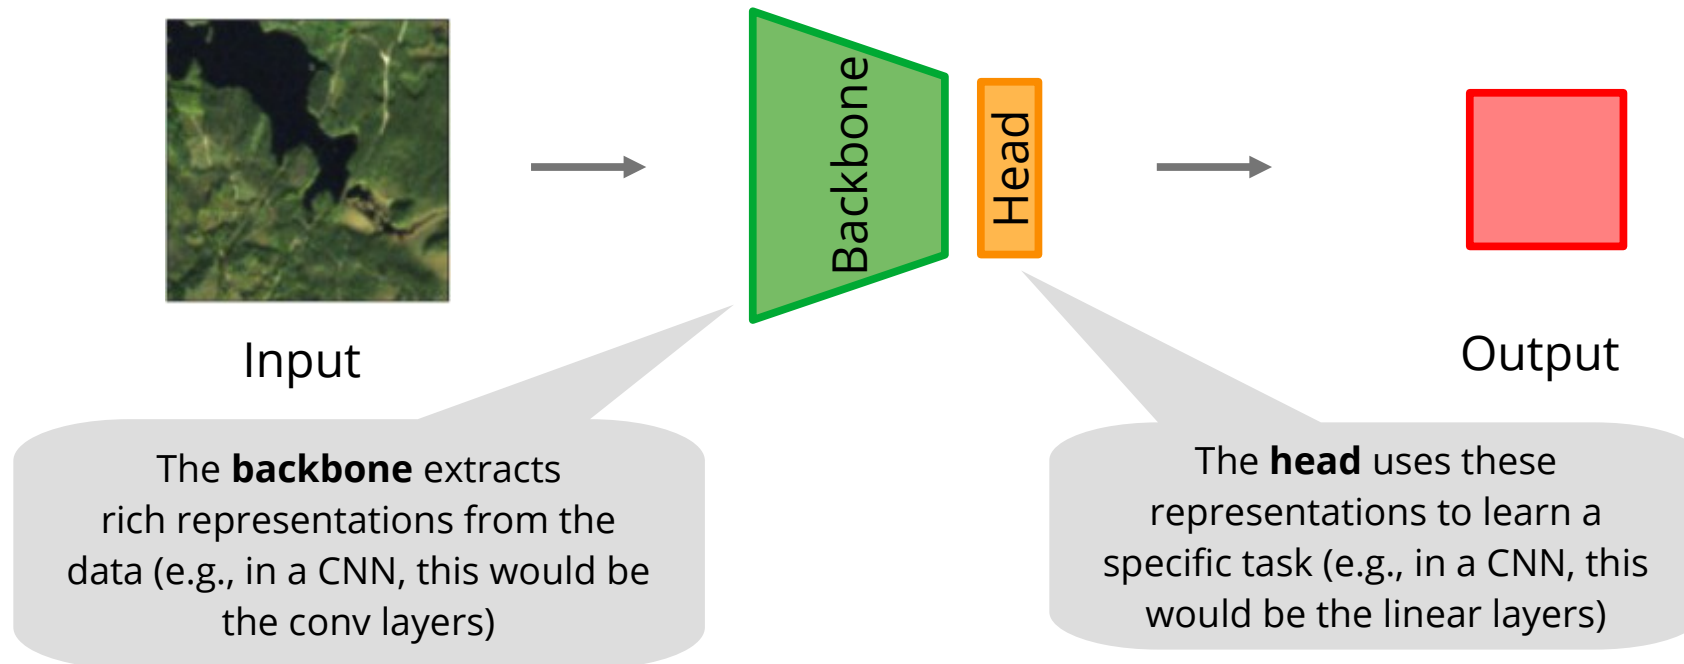 Backbone
Head
Input
Output
The backbone extracts
rich representations from the
data (e.g., in a CNN, this would be
the conv layers)
The head uses these
representations to learn a
specific task (e.g., in a CNN, this
would be the linear layers)